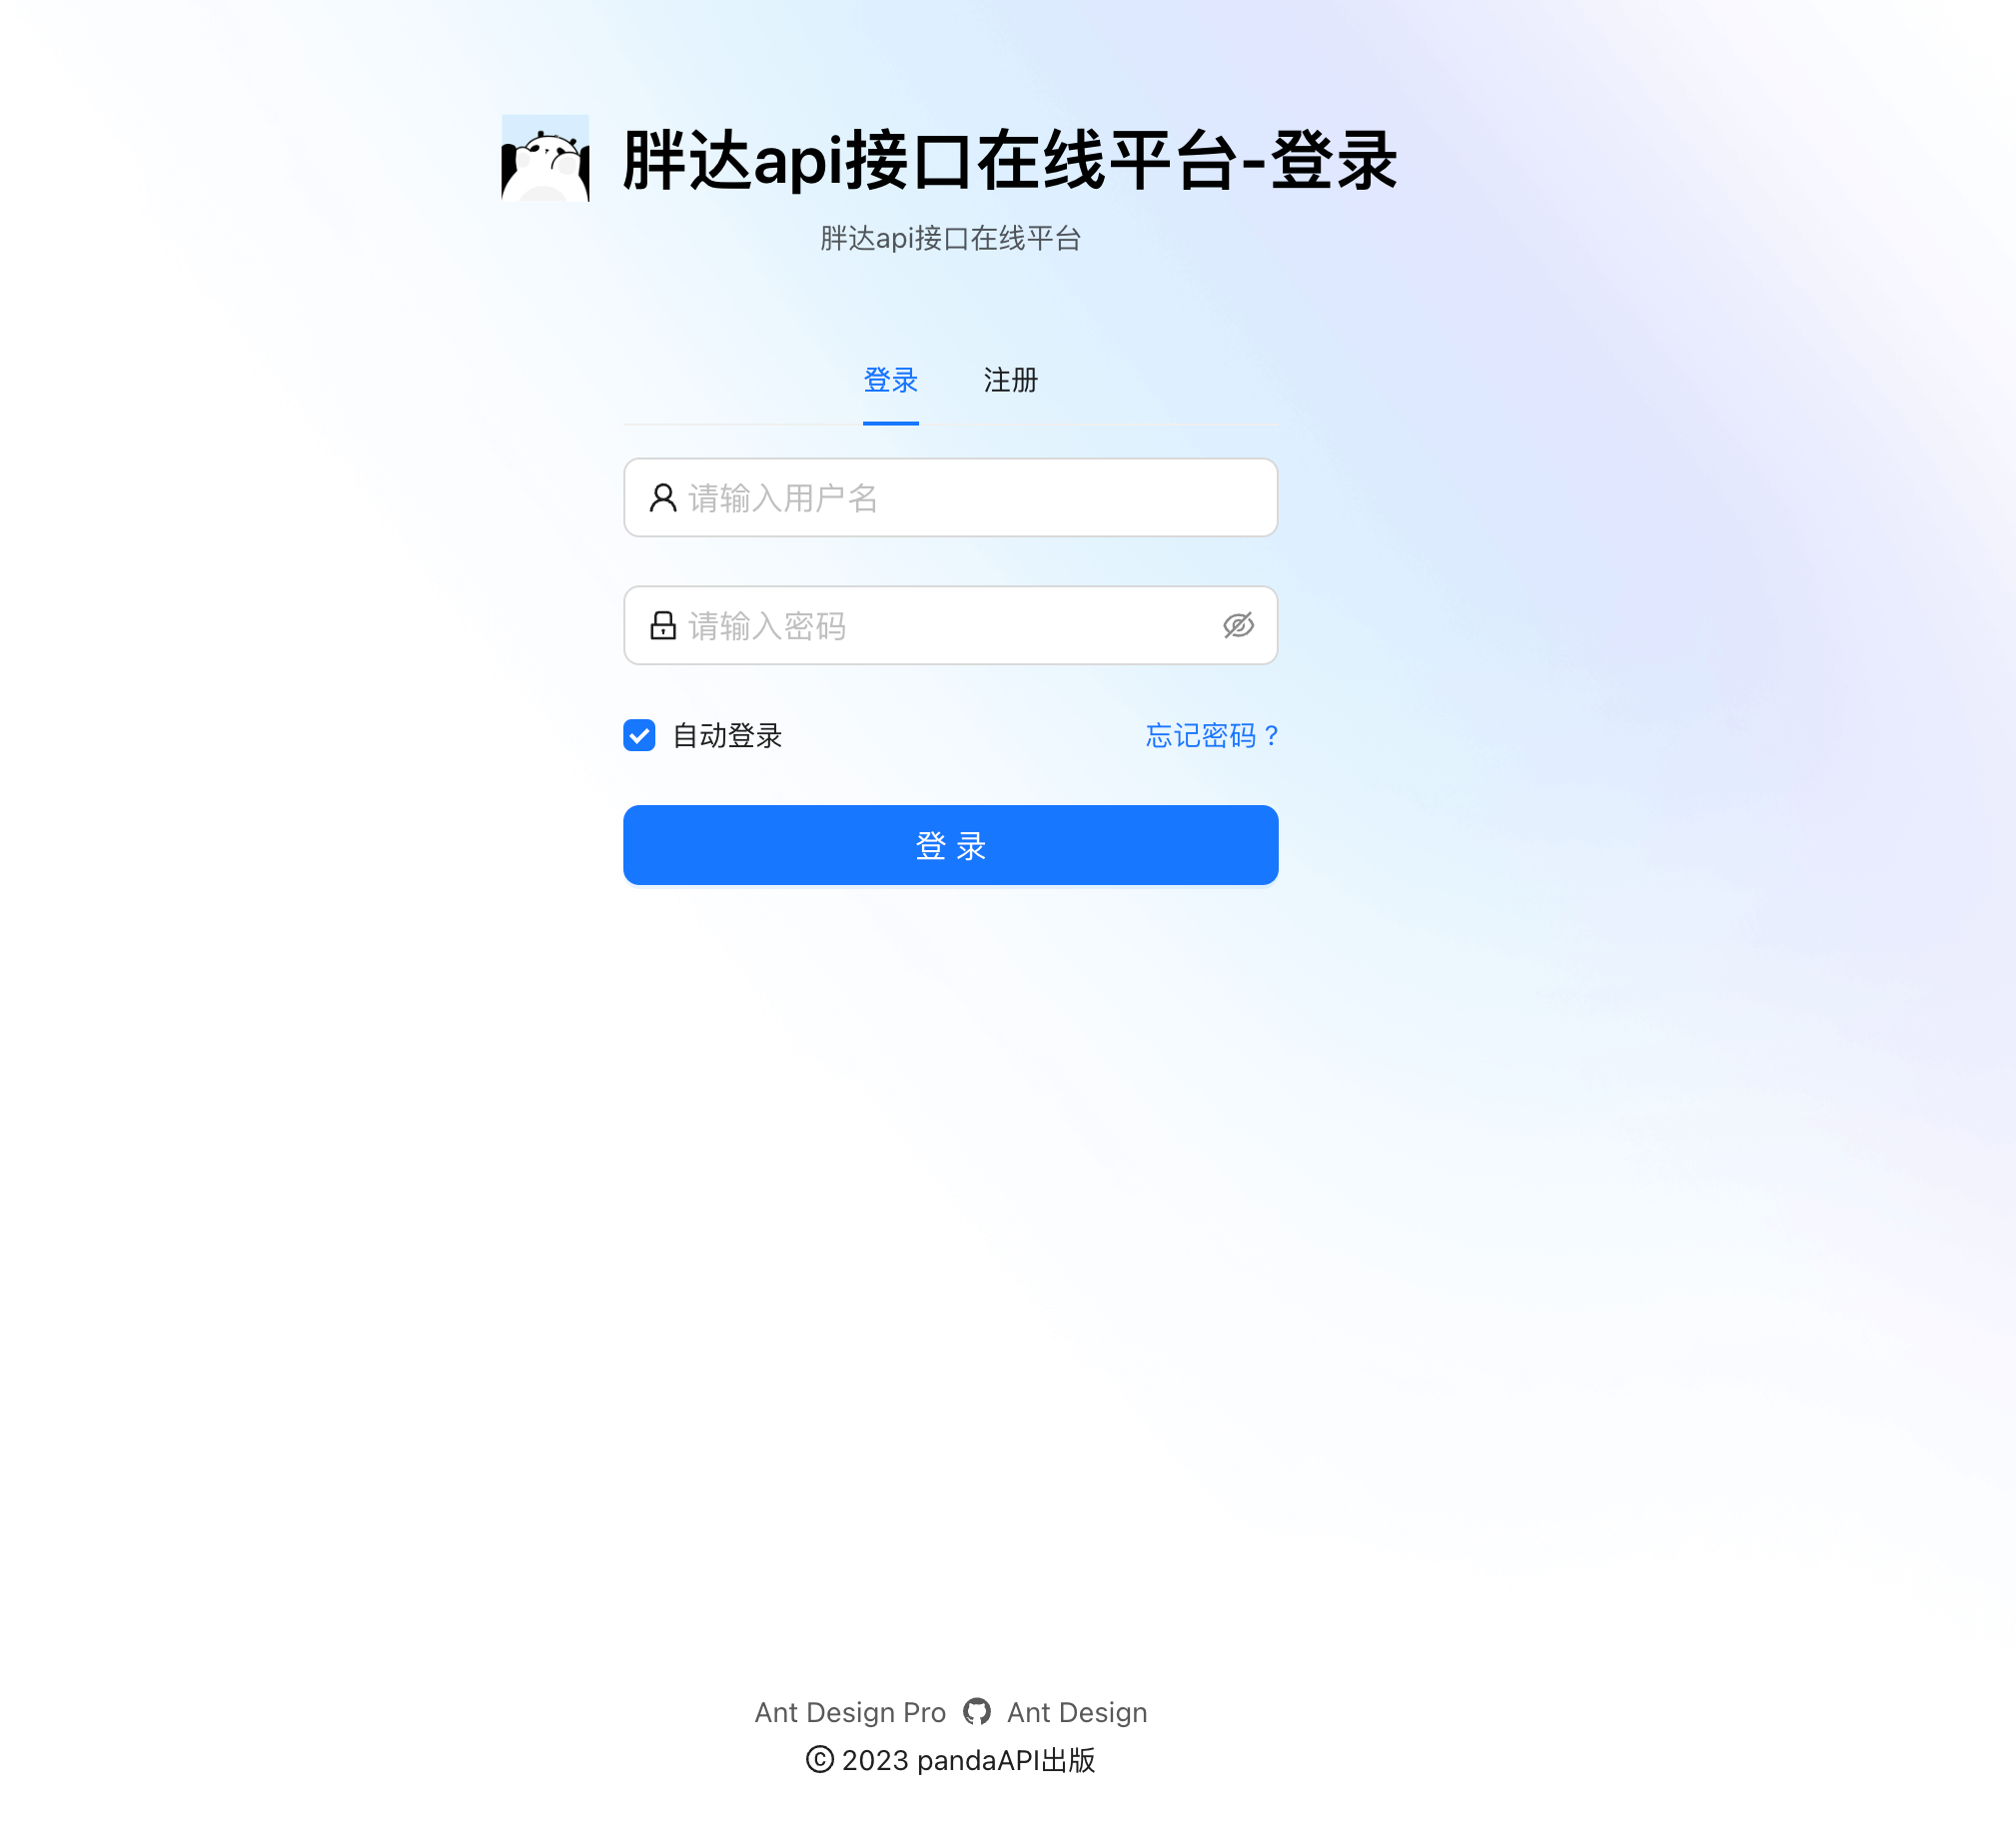 胖达api接口在线平台-登录
胖达api接口在线平台
登录 注册
请输入用户名
请输入密码
自动登录 忘记密码 ?
登 录
Ant Design Pro Ant Design
© 2023 pandaAPI出版